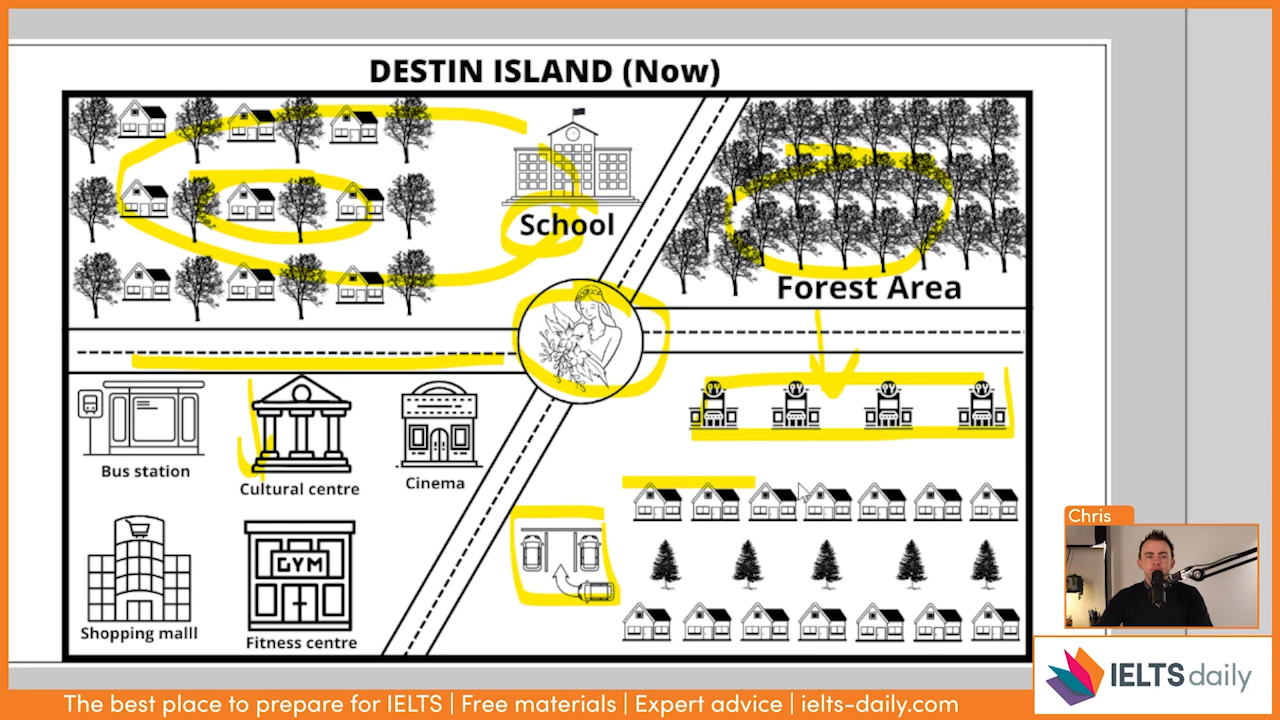 DESTIN ISLAND (Now)
School
Forest Area
Bus station
Cultural centre
Cinema
GYM
Shopping malll
Fitness centre
Chris
IELTS daily
The best place to prepare for IELTS | Free materials | Expert advice | ielts-daily.com